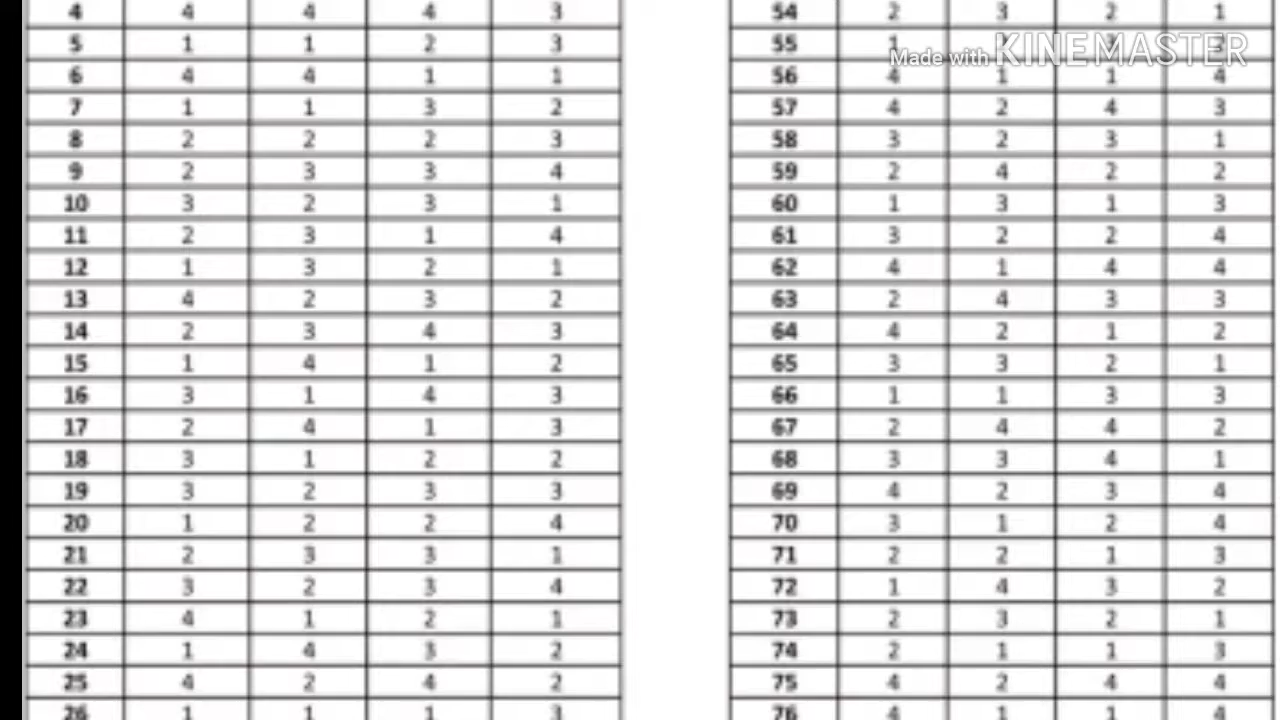 4 4 4 4 3
5 1 1 2 3
6 4 4 1 1
7 1 1 3 2
8 2 2 2 3
9 2 3 3 4
10 3 2 3 1
11 2 3 1 4
12 1 3 2 1
13 4 2 3 2
14 2 3 4 3
15 1 4 1 2
16 3 1 4 3
17 2 4 1 3
18 3 1 2 2
19 3 2 3 3
20 1 2 2 4
21 2 3 3 1
22 3 2 3 4
23 4 1 2 1
24 1 4 3 2
25 4 2 4 2
26 1 1 1 3
54 2 3 2 1
55 1
Made with KINEMASTER
56 4 1 1 4
57 4 2 4 3
58 3 2 3 1
59 2 4 2 2
60 1 3 1 3
61 3 2 2 4
62 4 1 4 4
63 2 4 3 3
64 4 2 1 2
65 3 3 2 1
66 1 1 3 3
67 2 4 4 2
68 3 3 4 1
69 4 2 3 4
70 3 1 2 4
71 2 2 1 3
72 1 4 3 2
73 2 3 2 1
74 2 1 1 3
75 4 2 4 4
76 4 1 1 4